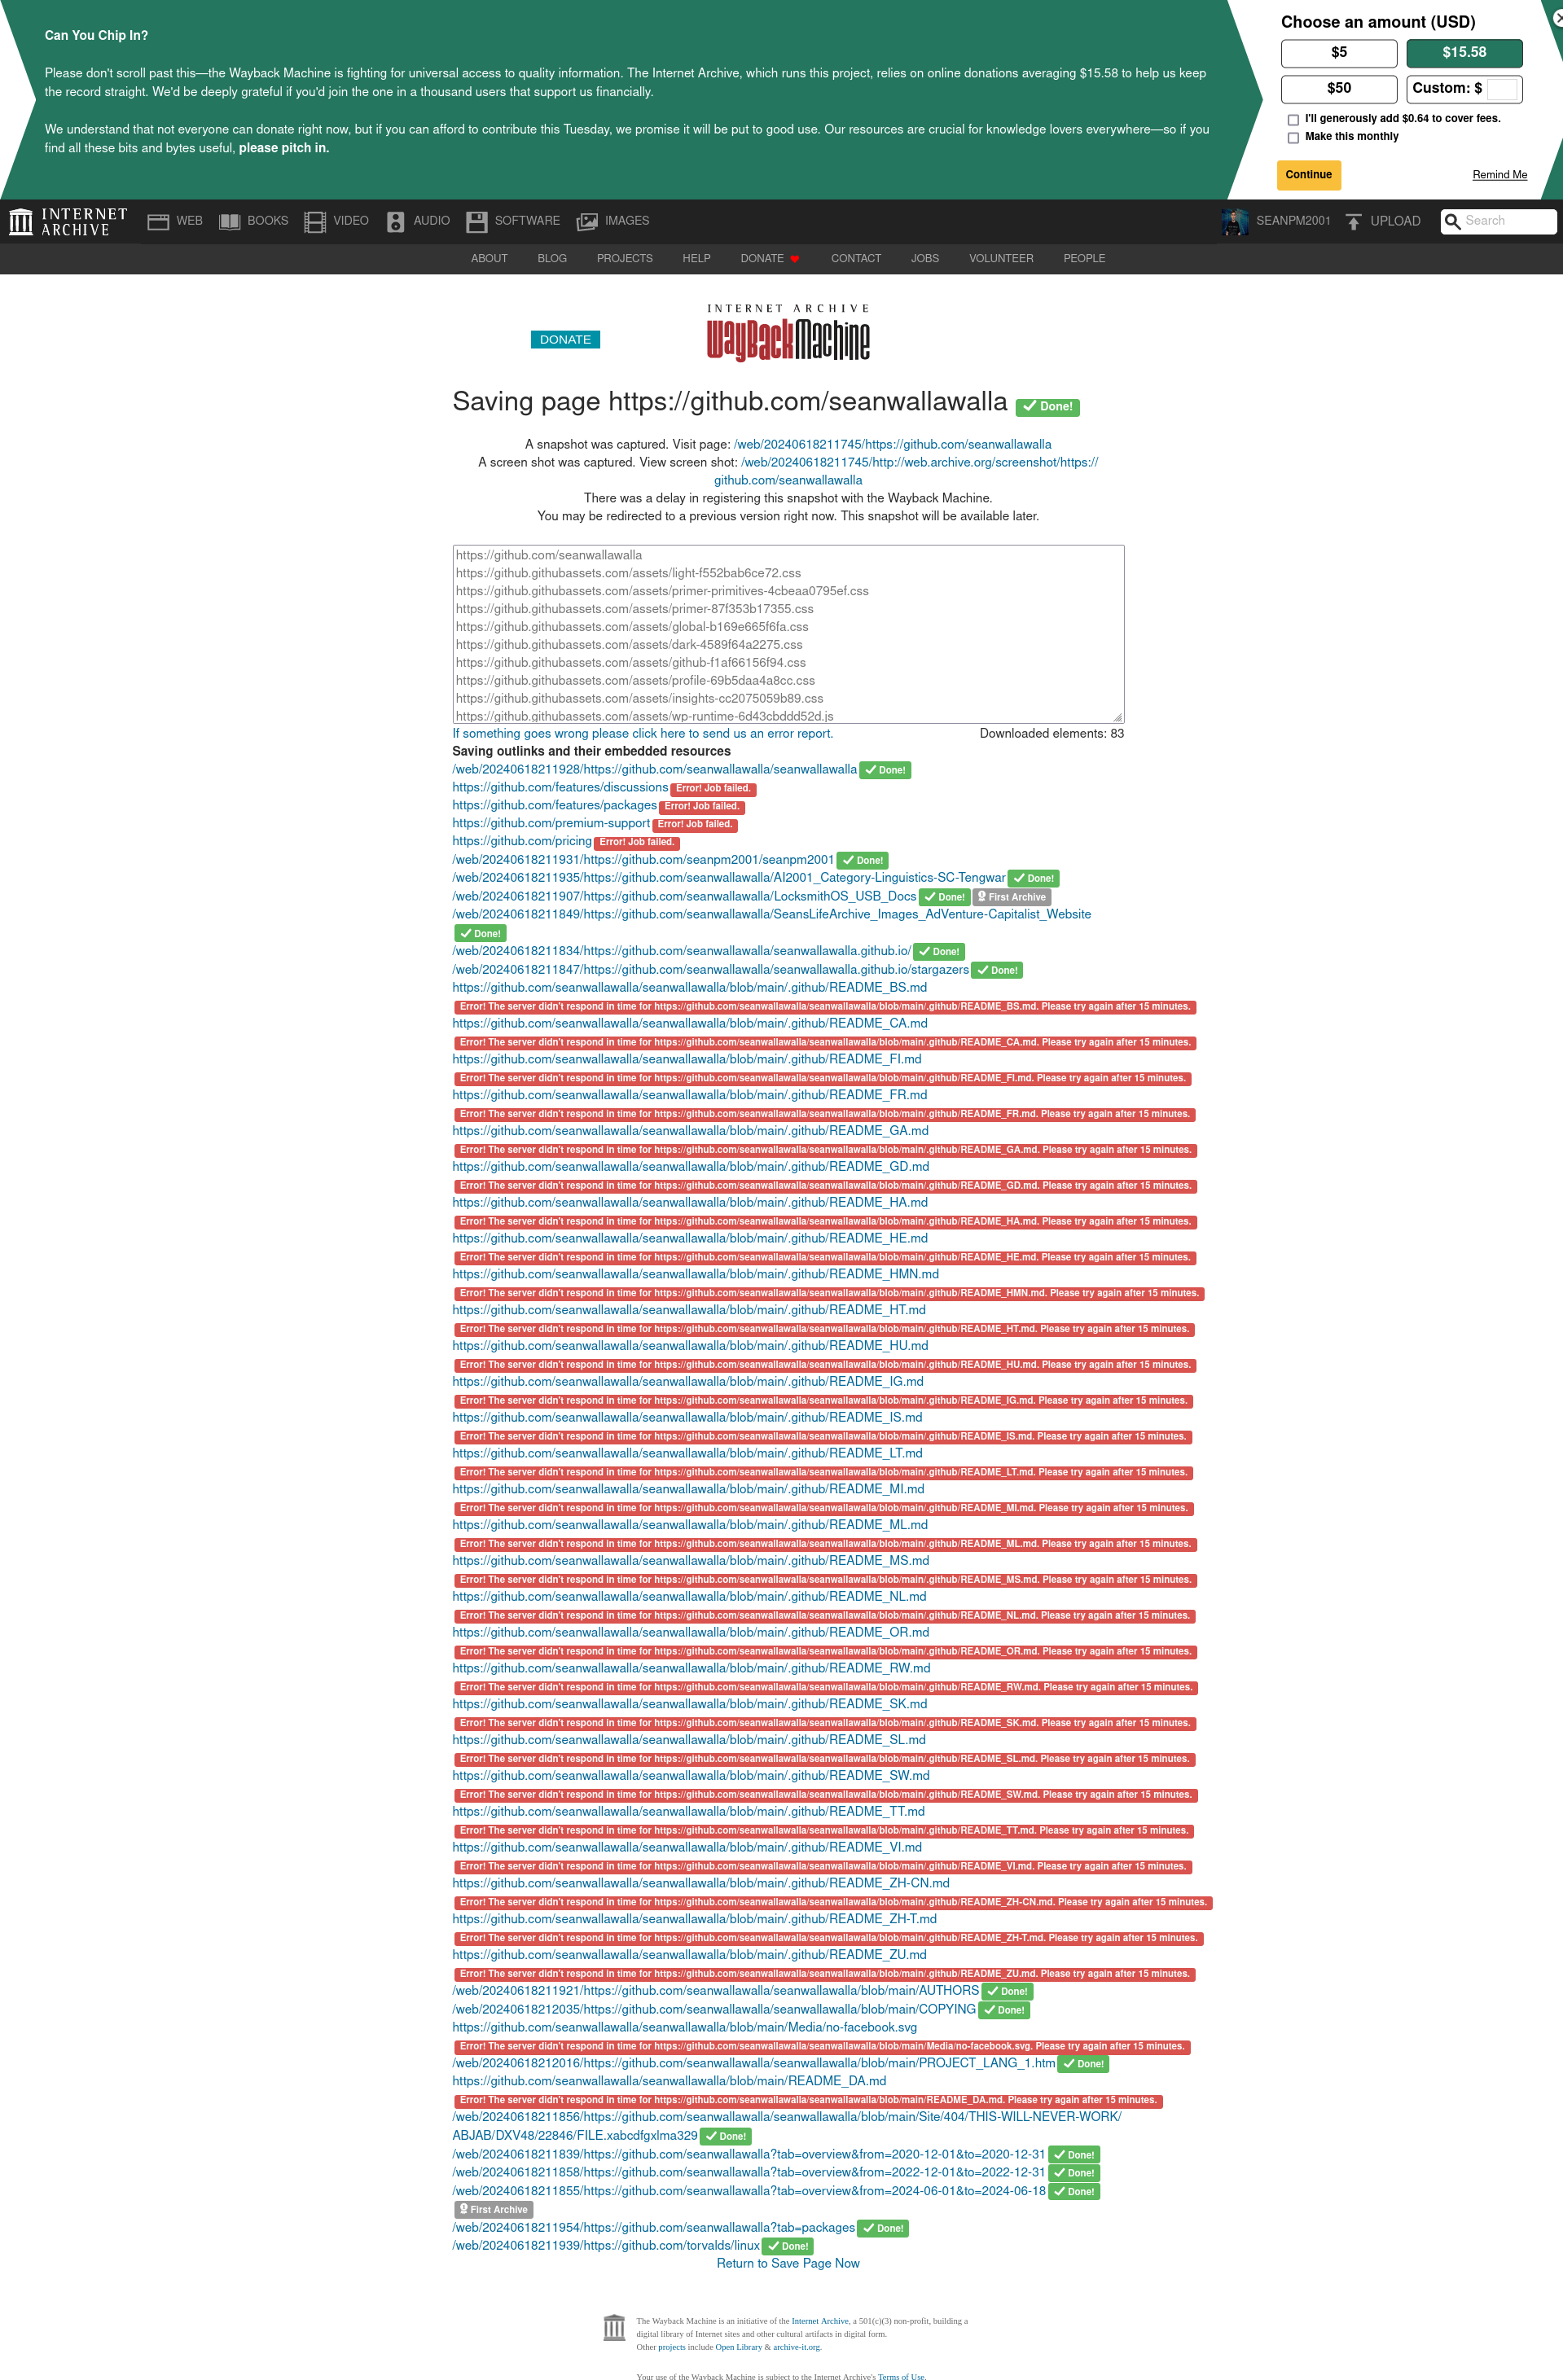 Can You Chip In?
Please don't scroll past this—the Wayback Machine is fighting for universal access to quality information. The Internet Archive, which runs this project, relies on online donations averaging $15.58 to help us keep
the record straight. We'd be deeply grateful if you'd join the one in a thousand users that support us financially.
We understand that not everyone can donate right now, but if you can afford to contribute this Tuesday, we promise it will be put to good use. Our resources are crucial for knowledge lovers everywhere—so if you
find all these bits and bytes useful, please pitch in.
Choose an amount (USD)
$5 $15.58
$50 Custom: $
I'll generously add $0.64 to cover fees.
Make this monthly
Continue Remind Me
INTERNET ARCHIVE WEB BOOKS VIDEO AUDIO SOFTWARE IMAGES SEANPM2001 UPLOAD Search
ABOUT BLOG PROJECTS HELP DONATE CONTACT JOBS VOLUNTEER PEOPLE
INTERNET ARCHIVE
DONATE WayBackMachine
Saving page https://github.com/seanwallawalla Done!
A snapshot was captured. Visit page: /web/20240618211745/https://github.com/seanwallawalla
A screen shot was captured. View screen shot: /web/20240618211745/http://web.archive.org/screenshot/https://
github.com/seanwallawalla
There was a delay in registering this snapshot with the Wayback Machine.
You may be redirected to a previous version right now. This snapshot will be available later.
https://github.com/seanwallawalla
https://github.githubassets.com/assets/light-f552bab6ce72.css
https://github.githubassets.com/assets/primer-primitives-4cbeaa0795ef.css
https://github.githubassets.com/assets/primer-87f353b17355.css
https://github.githubassets.com/assets/global-b169e665f6fa.css
https://github.githubassets.com/assets/dark-4589f64a2275.css
https://github.githubassets.com/assets/github-f1af66156f94.css
https://github.githubassets.com/assets/profile-69b5daa4a8cc.css
https://github.githubassets.com/assets/insights-cc2075059b89.css
https://github.githubassets.com/assets/wp-runtime-6d43cbddd52d.js
If something goes wrong please click here to send us an error report. Downloaded elements: 83
Saving outlinks and their embedded resources
/web/20240618211928/https://github.com/seanwallawalla/seanwallawalla Done!
https://github.com/features/discussions Error! Job failed.
https://github.com/features/packages Error! Job failed.
https://github.com/premium-support Error! Job failed.
https://github.com/pricing Error! Job failed.
/web/20240618211931/https://github.com/seanpm2001/seanpm2001 Done!
/web/20240618211935/https://github.com/seanwallawalla/AI2001_Category-Linguistics-SC-Tengwar Done!
/web/20240618211907/https://github.com/seanwallawalla/LocksmithOS_USB_Docs Done! First Archive
/web/20240618211849/https://github.com/seanwallawalla/SeansLifeArchive_Images_AdVenture-Capitalist_Website
Done!
/web/20240618211834/https://github.com/seanwallawalla/seanwallawalla.github.io/ Done!
/web/20240618211847/https://github.com/seanwallawalla/seanwallawalla.github.io/stargazers Done!
https://github.com/seanwallawalla/seanwallawalla/blob/main/.github/README_BS.md
Error! The server didn't respond in time for https://github.com/seanwallawalla/seanwallawalla/blob/main/.github/README_BS.md. Please try again after 15 minutes.
https://github.com/seanwallawalla/seanwallawalla/blob/main/.github/README_CA.md
Error! The server didn't respond in time for https://github.com/seanwallawalla/seanwallawalla/blob/main/.github/README_CA.md. Please try again after 15 minutes.
https://github.com/seanwallawalla/seanwallawalla/blob/main/.github/README_FI.md
Error! The server didn't respond in time for https://github.com/seanwallawalla/seanwallawalla/blob/main/.github/README_FI.md. Please try again after 15 minutes.
https://github.com/seanwallawalla/seanwallawalla/blob/main/.github/README_FR.md
Error! The server didn't respond in time for https://github.com/seanwallawalla/seanwallawalla/blob/main/.github/README_FR.md. Please try again after 15 minutes.
https://github.com/seanwallawalla/seanwallawalla/blob/main/.github/README_GA.md
Error! The server didn't respond in time for https://github.com/seanwallawalla/seanwallawalla/blob/main/.github/README_GA.md. Please try again after 15 minutes.
https://github.com/seanwallawalla/seanwallawalla/blob/main/.github/README_GD.md
Error! The server didn't respond in time for https://github.com/seanwallawalla/seanwallawalla/blob/main/.github/README_GD.md. Please try again after 15 minutes.
https://github.com/seanwallawalla/seanwallawalla/blob/main/.github/README_HA.md
Error! The server didn't respond in time for https://github.com/seanwallawalla/seanwallawalla/blob/main/.github/README_HA.md. Please try again after 15 minutes.
https://github.com/seanwallawalla/seanwallawalla/blob/main/.github/README_HE.md
Error! The server didn't respond in time for https://github.com/seanwallawalla/seanwallawalla/blob/main/.github/README_HE.md. Please try again after 15 minutes.
https://github.com/seanwallawalla/seanwallawalla/blob/main/.github/README_HMN.md
Error! The server didn't respond in time for https://github.com/seanwallawalla/seanwallawalla/blob/main/.github/README_HMN.md. Please try again after 15 minutes.
https://github.com/seanwallawalla/seanwallawalla/blob/main/.github/README_HT.md
Error! The server didn't respond in time for https://github.com/seanwallawalla/seanwallawalla/blob/main/.github/README_HT.md. Please try again after 15 minutes.
https://github.com/seanwallawalla/seanwallawalla/blob/main/.github/README_HU.md
Error! The server didn't respond in time for https://github.com/seanwallawalla/seanwallawalla/blob/main/.github/README_HU.md. Please try again after 15 minutes.
https://github.com/seanwallawalla/seanwallawalla/blob/main/.github/README_IG.md
Error! The server didn't respond in time for https://github.com/seanwallawalla/seanwallawalla/blob/main/.github/README_IG.md. Please try again after 15 minutes.
https://github.com/seanwallawalla/seanwallawalla/blob/main/.github/README_IS.md
Error! The server didn't respond in time for https://github.com/seanwallawalla/seanwallawalla/blob/main/.github/README_IS.md. Please try again after 15 minutes.
https://github.com/seanwallawalla/seanwallawalla/blob/main/.github/README_LT.md
Error! The server didn't respond in time for https://github.com/seanwallawalla/seanwallawalla/blob/main/.github/README_LT.md. Please try again after 15 minutes.
https://github.com/seanwallawalla/seanwallawalla/blob/main/.github/README_MI.md
Error! The server didn't respond in time for https://github.com/seanwallawalla/seanwallawalla/blob/main/.github/README_MI.md. Please try again after 15 minutes.
https://github.com/seanwallawalla/seanwallawalla/blob/main/.github/README_ML.md
Error! The server didn't respond in time for https://github.com/seanwallawalla/seanwallawalla/blob/main/.github/README_ML.md. Please try again after 15 minutes.
https://github.com/seanwallawalla/seanwallawalla/blob/main/.github/README_MS.md
Error! The server didn't respond in time for https://github.com/seanwallawalla/seanwallawalla/blob/main/.github/README_MS.md. Please try again after 15 minutes.
https://github.com/seanwallawalla/seanwallawalla/blob/main/.github/README_NL.md
Error! The server didn't respond in time for https://github.com/seanwallawalla/seanwallawalla/blob/main/.github/README_NL.md. Please try again after 15 minutes.
https://github.com/seanwallawalla/seanwallawalla/blob/main/.github/README_OR.md
Error! The server didn't respond in time for https://github.com/seanwallawalla/seanwallawalla/blob/main/.github/README_OR.md. Please try again after 15 minutes.
https://github.com/seanwallawalla/seanwallawalla/blob/main/.github/README_RW.md
Error! The server didn't respond in time for https://github.com/seanwallawalla/seanwallawalla/blob/main/.github/README_RW.md. Please try again after 15 minutes.
https://github.com/seanwallawalla/seanwallawalla/blob/main/.github/README_SK.md
Error! The server didn't respond in time for https://github.com/seanwallawalla/seanwallawalla/blob/main/.github/README_SK.md. Please try again after 15 minutes.
https://github.com/seanwallawalla/seanwallawalla/blob/main/.github/README_SL.md
Error! The server didn't respond in time for https://github.com/seanwallawalla/seanwallawalla/blob/main/.github/README_SL.md. Please try again after 15 minutes.
https://github.com/seanwallawalla/seanwallawalla/blob/main/.github/README_SW.md
Error! The server didn't respond in time for https://github.com/seanwallawalla/seanwallawalla/blob/main/.github/README_SW.md. Please try again after 15 minutes.
https://github.com/seanwallawalla/seanwallawalla/blob/main/.github/README_TT.md
Error! The server didn't respond in time for https://github.com/seanwallawalla/seanwallawalla/blob/main/.github/README_TT.md. Please try again after 15 minutes.
https://github.com/seanwallawalla/seanwallawalla/blob/main/.github/README_VI.md
Error! The server didn't respond in time for https://github.com/seanwallawalla/seanwallawalla/blob/main/.github/README_VI.md. Please try again after 15 minutes.
https://github.com/seanwallawalla/seanwallawalla/blob/main/.github/README_ZH-CN.md
Error! The server didn't respond in time for https://github.com/seanwallawalla/seanwallawalla/blob/main/.github/README_ZH-CN.md. Please try again after 15 minutes.
https://github.com/seanwallawalla/seanwallawalla/blob/main/.github/README_ZH-T.md
Error! The server didn't respond in time for https://github.com/seanwallawalla/seanwallawalla/blob/main/.github/README_ZH-T.md. Please try again after 15 minutes.
https://github.com/seanwallawalla/seanwallawalla/blob/main/.github/README_ZU.md
Error! The server didn't respond in time for https://github.com/seanwallawalla/seanwallawalla/blob/main/.github/README_ZU.md. Please try again after 15 minutes.
/web/20240618211921/https://github.com/seanwallawalla/seanwallawalla/blob/main/AUTHORS Done!
/web/20240618212035/https://github.com/seanwallawalla/seanwallawalla/blob/main/COPYING Done!
https://github.com/seanwallawalla/seanwallawalla/blob/main/Media/no-facebook.svg
Error! The server didn't respond in time for https://github.com/seanwallawalla/seanwallawalla/blob/main/Media/no-facebook.svg. Please try again after 15 minutes.
/web/20240618212016/https://github.com/seanwallawalla/seanwallawalla/blob/main/PROJECT_LANG_1.htm Done!
https://github.com/seanwallawalla/seanwallawalla/blob/main/README_DA.md
Error! The server didn't respond in time for https://github.com/seanwallawalla/seanwallawalla/blob/main/README_DA.md. Please try again after 15 minutes.
/web/20240618211856/https://github.com/seanwallawalla/seanwallawalla/blob/main/Site/404/THIS-WILL-NEVER-WORK/
ABJAB/DXV48/22846/FILE.xabcdfgxlma329 Done!
/web/20240618211839/https://github.com/seanwallawalla?tab=overview&from=2020-12-01&to=2020-12-31 Done!
/web/20240618211858/https://github.com/seanwallawalla?tab=overview&from=2022-12-01&to=2022-12-31 Done!
/web/20240618211855/https://github.com/seanwallawalla?tab=overview&from=2024-06-01&to=2024-06-18 Done!
First Archive
/web/20240618211954/https://github.com/seanwallawalla?tab=packages Done!
/web/20240618211939/https://github.com/torvalds/linux Done!
Return to Save Page Now
The Wayback Machine is an initiative of the Internet Archive, a 501(c)(3) non-profit, building a
digital library of Internet sites and other cultural artifacts in digital form.
Other projects include Open Library & archive-it.org.
Your use of the Wayback Machine is subject to the Internet Archive's Terms of Use.